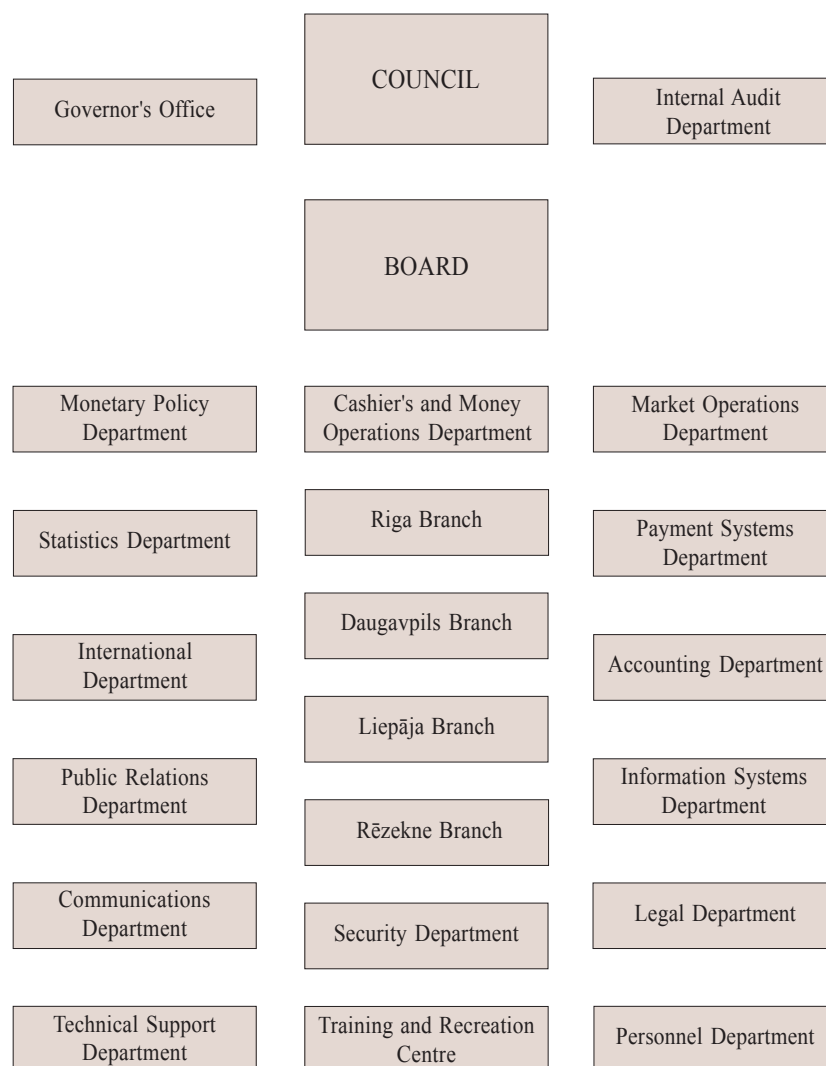 COUNCIL
Governor's Office
Internal Audit
Department
BOARD
Monetary Policy
Department
Cashier's and Money
Operations Department
Market Operations
Department
Statistics Department
Riga Branch
Payment Systems
Department
Daugavpils Branch
International
Department
Accounting Department
Liepāja Branch
Public Relations
Department
Information Systems
Department
Rēzekne Branch
Communications
Department
Security Department
Legal Department
Technical Support
Department
Training and Recreation
Centre
Personnel Department